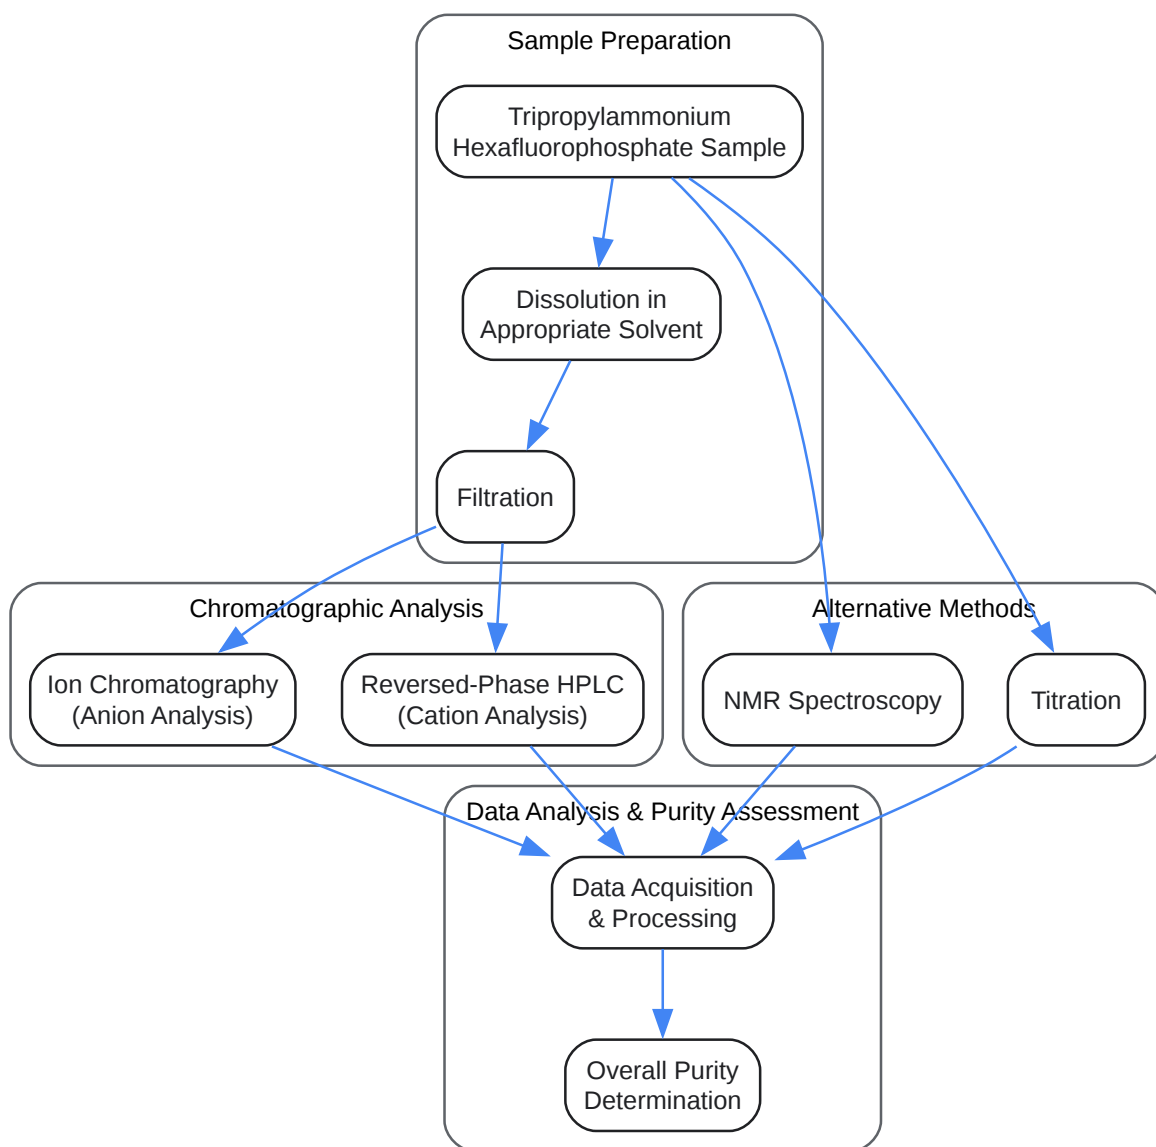 Sample Preparation
Tripropylammonium
Hexafluorophosphate Sample
Dissolution in
Appropriate Solvent
Filtration
Chromatographic Analysis
Alternative Methods
Ion Chromatography
(Anion Analysis)
Reversed-Phase HPLC
(Cation Analysis)
NMR Spectroscopy
Titration
Data Analysis & Purity Assessment
Data Acquisition
& Processing
Overall Purity
Determination